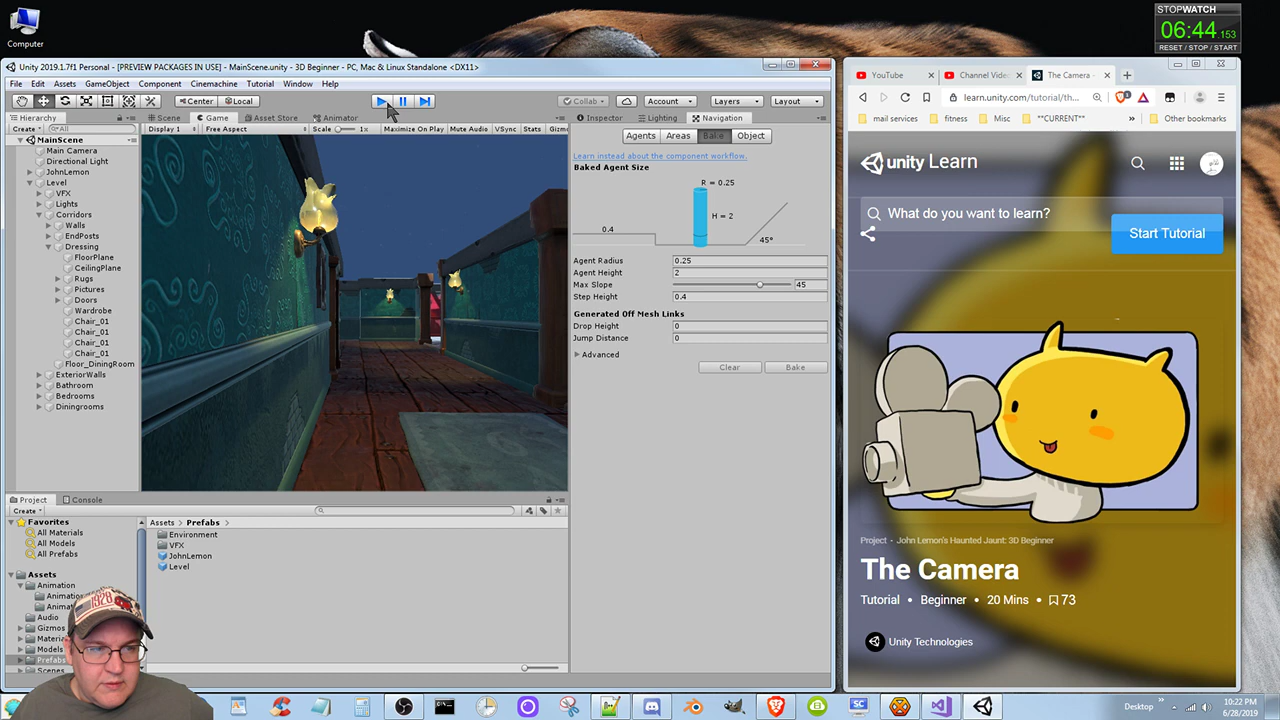 Computer
STOPWATCH
06:44.153
RESET / STOP / START
Unity 2019.1.7f1 Personal - [PREVIEW PACKAGES IN USE] - MainScene.unity - 3D Beginner - PC, Mac & Linux Standalone <DX11>
File Edit Assets GameObject Component Cinemachine Tutorial Window Help
Center Local
Collab Account Layers Layout
Hierarchy
Create All
MainScene
Main Camera
Directional Light
JohnLemon
Level
VFX
Lights
Corridors
Walls
EndPosts
Dressing
FloorPlane
CeilingPlane
Rugs
Pictures
Doors
Wardrobe
Chair_01
Chair_01
Chair_01
Chair_01
Floor_DiningRoom
ExteriorWalls
Bathroom
Bedrooms
Diningrooms
Scene Game Asset Store Animator
Display 1 Free Aspect Scale 1x Maximize On Play Mute Audio VSync Stats Gizmo
Inspector Lighting Navigation
Agents Areas Bake Object
Learn instead about the component workflow.
Baked Agent Size
R = 0.25
H = 2
0.4
45°
Agent Radius 0.25
Agent Height 2
Max Slope 45
Step Height 0.4
Generated Off Mesh Links
Drop Height 0
Jump Distance 0
Advanced
Clear Bake
Project Console
Create
Favorites
All Materials
All Models
All Prefabs
Assets
Animation
Animat
Animat
Audio
Gizmos
Materia
Models
Prefabs
Scenes
Assets Prefabs
Environment
VFX
JohnLemon
Level
YouTube
Channel Video
The Camera -
learn.unity.com/tutorial/th
mail services fitness Misc **CURRENT** » Other bookmarks
unity Learn
What do you want to learn?
Start Tutorial
Project • John Lemon's Haunted Jaunt: 3D Beginner
The Camera
Tutorial • Beginner • 20 Mins • 73
Unity Technologies
1928
SC
Desktop »
10:22 PM
6/28/2019